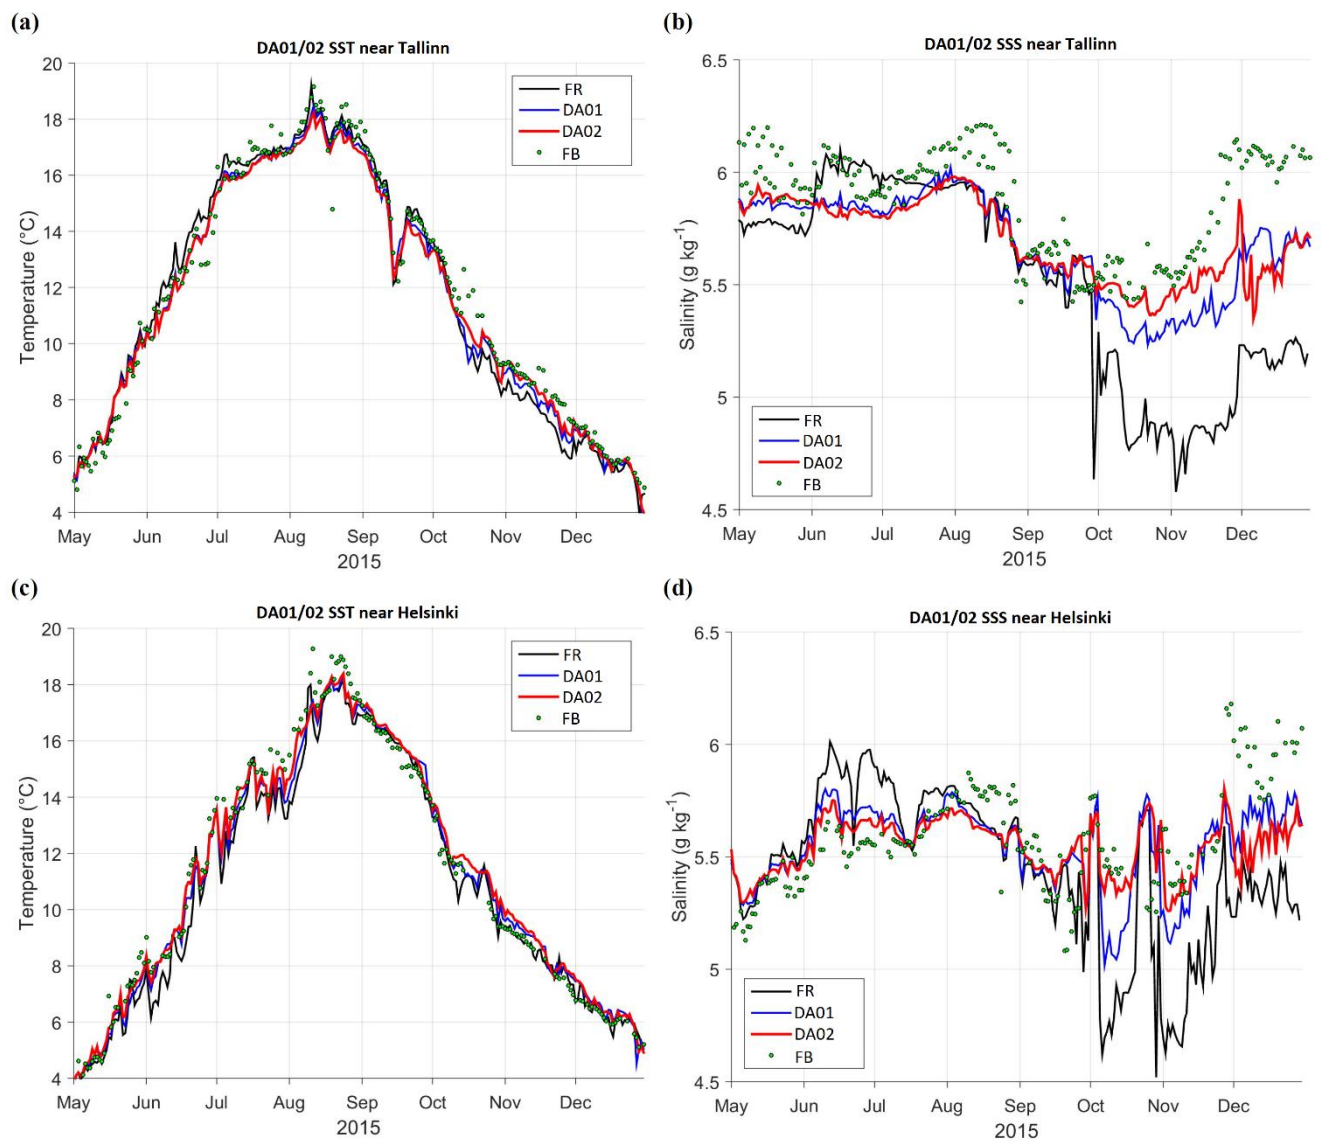 (a)
DA01/02 SST near Tallinn
20
18
16
14
12
10
8
6
4
Temperature (°C)
FR
DA01
DA02
FB
May Jun Jul Aug Sep Oct Nov Dec
2015
(b)
DA01/02 SSS near Tallinn
6.5
6
5.5
5
4.5
Salinity (g kg⁻¹)
FR
DA01
DA02
FB
May Jun Jul Aug Sep Oct Nov Dec
2015
(c)
DA01/02 SST near Helsinki
20
18
16
14
12
10
8
6
4
Temperature (°C)
FR
DA01
DA02
FB
May Jun Jul Aug Sep Oct Nov Dec
2015
(d)
DA01/02 SSS near Helsinki
6.5
6
5.5
5
4.5
Salinity (g kg⁻¹)
FR
DA01
DA02
FB
May Jun Jul Aug Sep Oct Nov Dec
2015